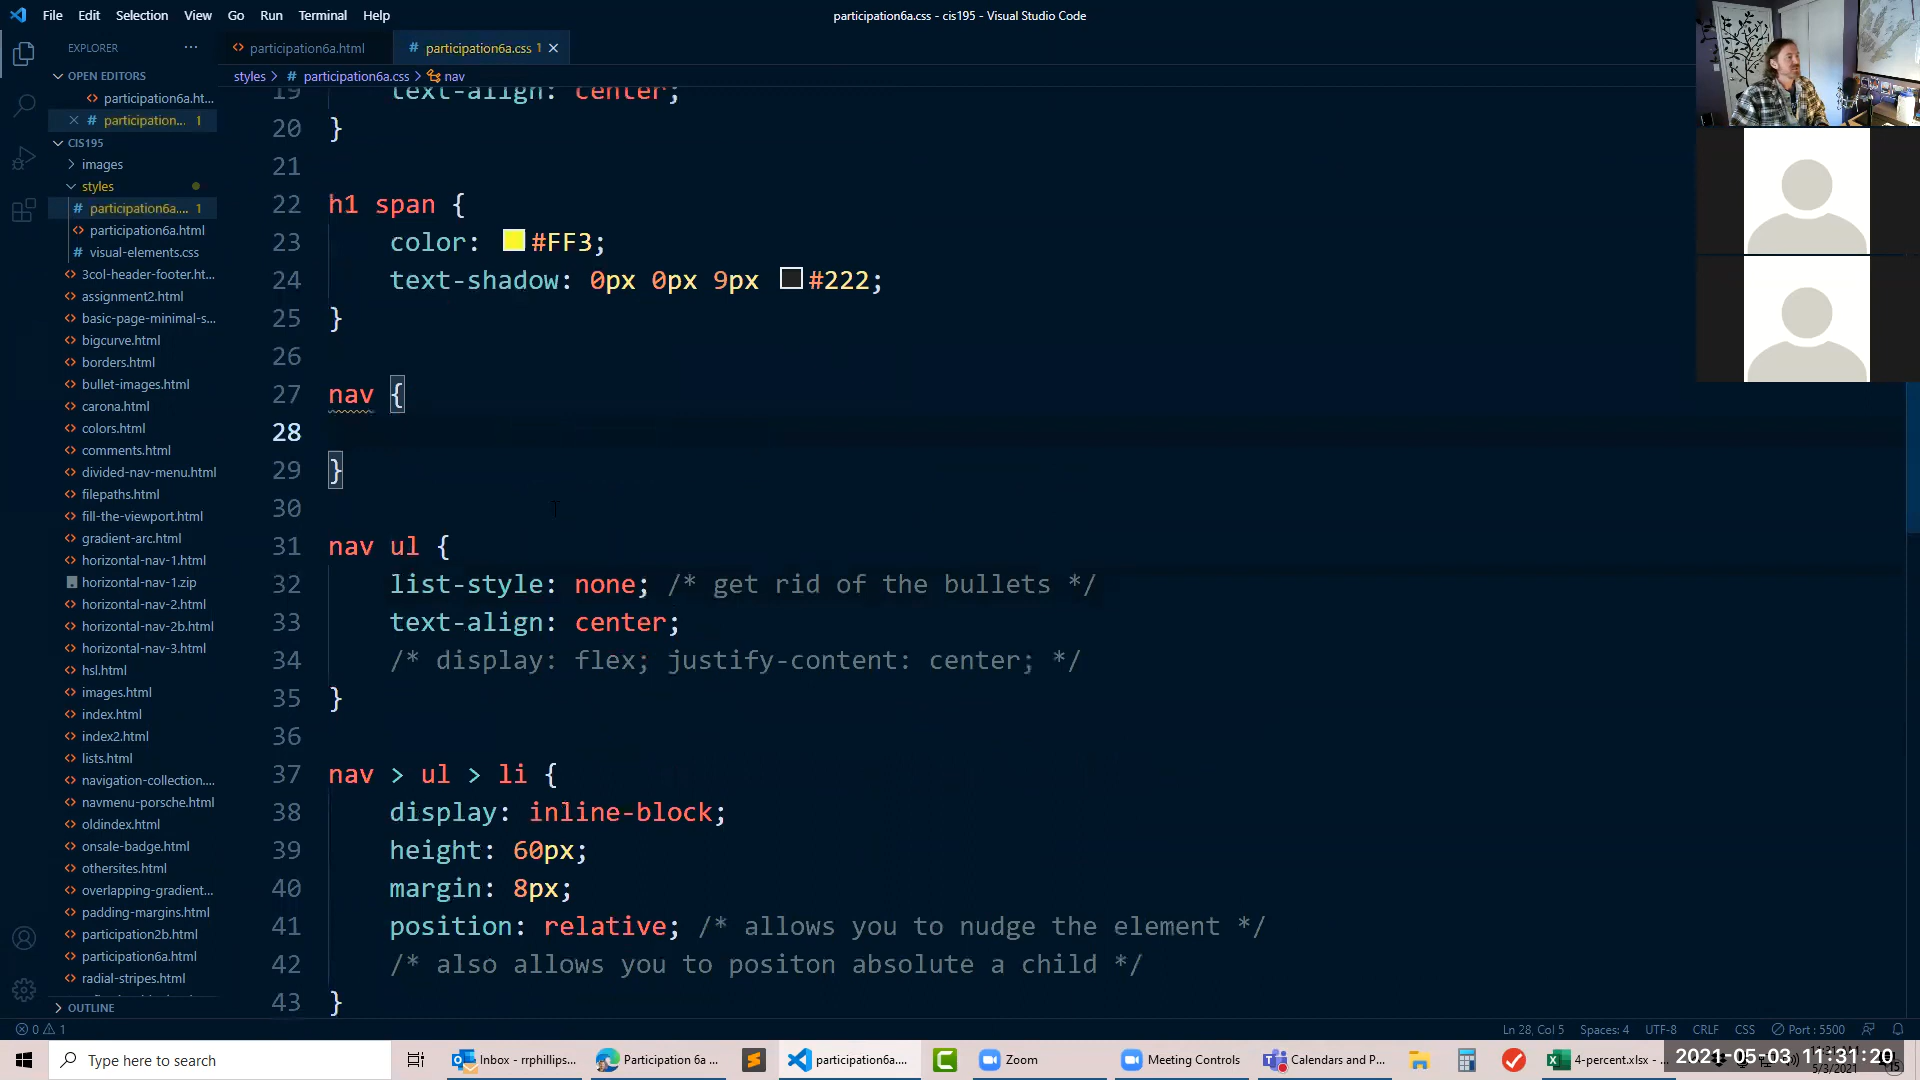 File Edit Selection View Go Run Terminal Help
participation6a.css - cis195 - Visual Studio Code
EXPLORER ...
participation6a.html
# participation6a.css 1
styles > # participation6a.css > nav
OPEN EDITORS
participation6a.ht...
# participation... 1
CIS195
images
styles
# participation6a.... 1
participation6a.html
# visual-elements.css
3col-header-footer.ht...
assignment2.html
basic-page-minimal-s...
bigcurve.html
borders.html
bullet-images.html
carona.html
colors.html
comments.html
divided-nav-menu.html
filepaths.html
fill-the-viewport.html
gradient-arc.html
horizontal-nav-1.html
horizontal-nav-1.zip
horizontal-nav-2.html
horizontal-nav-2b.html
horizontal-nav-3.html
hsl.html
images.html
index.html
index2.html
lists.html
navigation-collection....
navmenu-porsche.html
oldindex.html
onsale-badge.html
othersites.html
overlapping-gradient...
padding-margins.html
participation2b.html
participation6a.html
radial-stripes.html
OUTLINE
19 text-align: center;
20 }
21
22 h1 span {
23 color: #FF3;
24 text-shadow: 0px 0px 9px #222;
25 }
26
27 nav {
28
29 }
30
31 nav ul {
32 list-style: none; /* get rid of the bullets */
33 text-align: center;
34 /* display: flex; justify-content: center; */
35 }
36
37 nav > ul > li {
38 display: inline-block;
39 height: 60px;
40 margin: 8px;
41 position: relative; /* allows you to nudge the element */
42 /* also allows you to positon absolute a child */
43 }
0 1
Ln 28, Col 5 Spaces: 4 UTF-8 CRLF CSS Port : 5500
Type here to search
Inbox - rrphillips...
Participation 6a ...
participation6a....
Zoom
Meeting Controls
Calendars and P...
4-percent.xlsx - ...
2021-05-03 11:31:20
5/3/2021